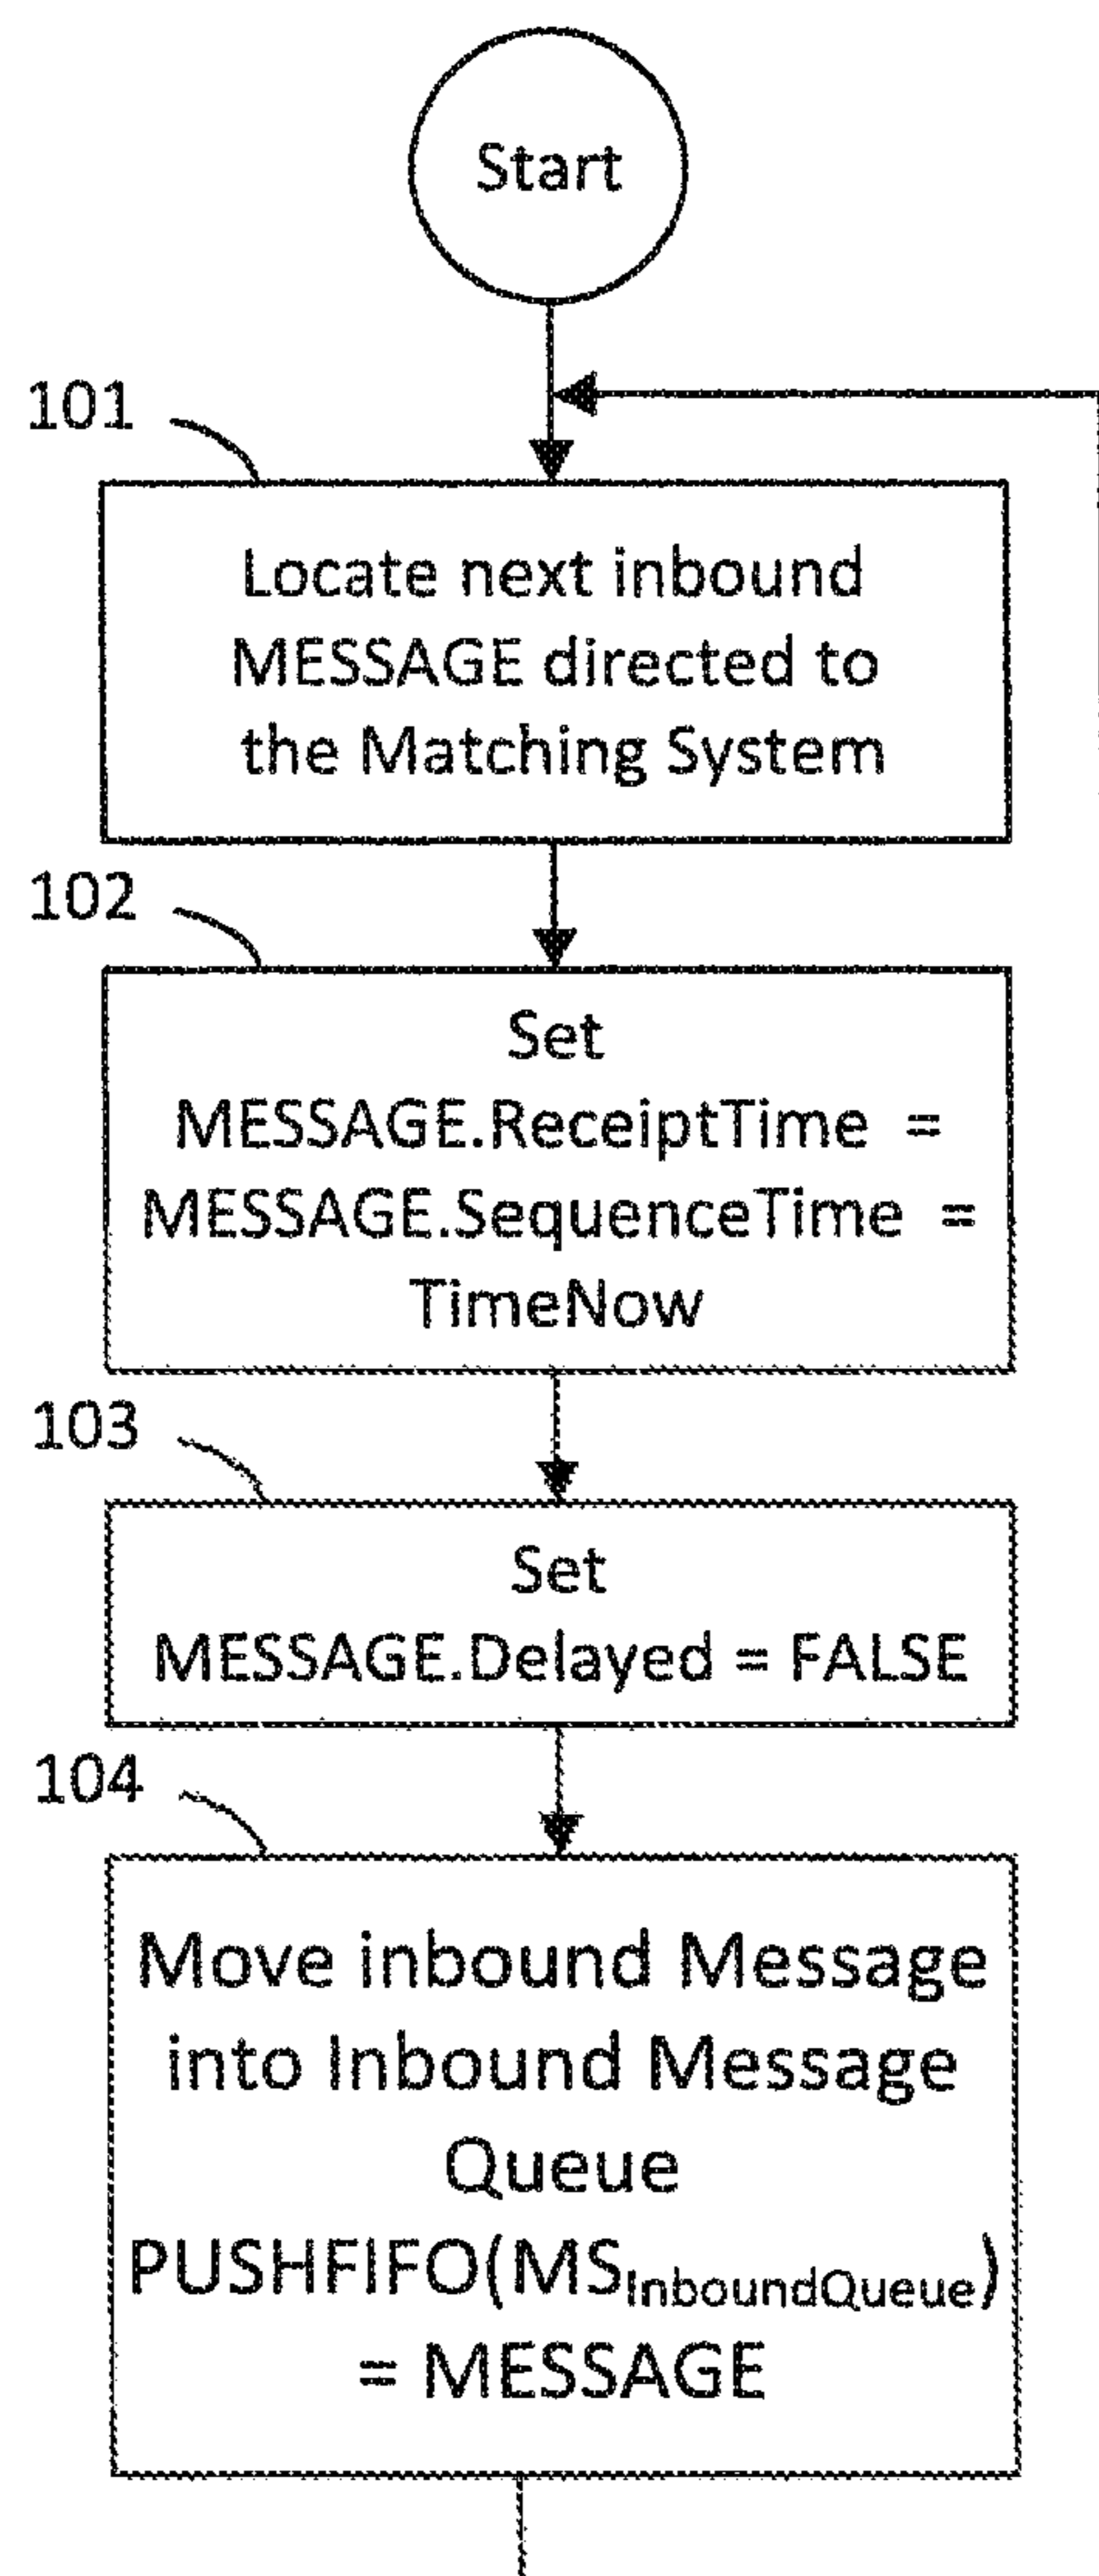 Start
101
Locate next inbound
MESSAGE directed to
the Matching System
102
Set
MESSAGE.ReceiptTime =
MESSAGE.SequenceTime =
TimeNow
103
Set
MESSAGE.Delayed = FALSE
104
Move inbound Message
into Inbound Message
Queue
PUSHFIFO(MSInboundQueue)
= MESSAGE